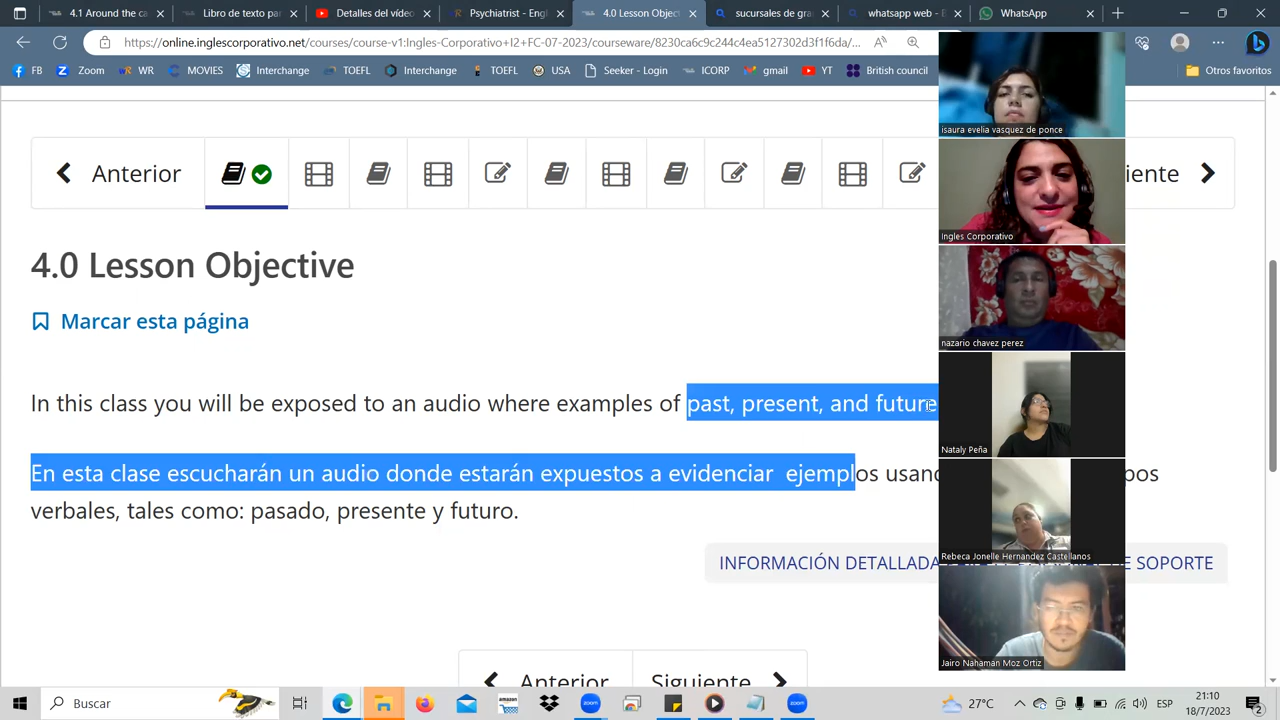 4.1 Around the ca
Libro de texto pa
Detalles del vídeo
Psychiatrist - Engl
4.0 Lesson Object
sucursales de gra
whatsapp web - B
WhatsApp
https://online.inglescorporativo.net/courses/course-v1:Ingles-Corporativo+I2+FC-07-2023/courseware/8230ca6c9c244c4ea5127302d3f1f6da/...
FB
Zoom
WR
MOVIES
Interchange
TOEFL
Interchange
TOEFL
USA
Seeker - Login
ICORP
gmail
YT
British council
Otros favoritos
Anterior
iente
4.0 Lesson Objective
Marcar esta página
In this class you will be exposed to an audio where examples of past, present, and future
En esta clase escucharán un audio donde estarán expuestos a evidenciar ejemplos usand pos
verbales, tales como: pasado, presente y futuro.
INFORMACIÓN DETALLADA E SOPORTE
Anterior
Siguiente
isaura evelia vasquez de ponce
Ingles Corporativo
nazario chavez perez
Nataly Peña
Rebeca Jonelle Hernandez Castellanos
Jairo Nahaman Moz Ortiz
Buscar
amazon
zoom
zoom
27°C
ESP
21:10
18/7/2023
2